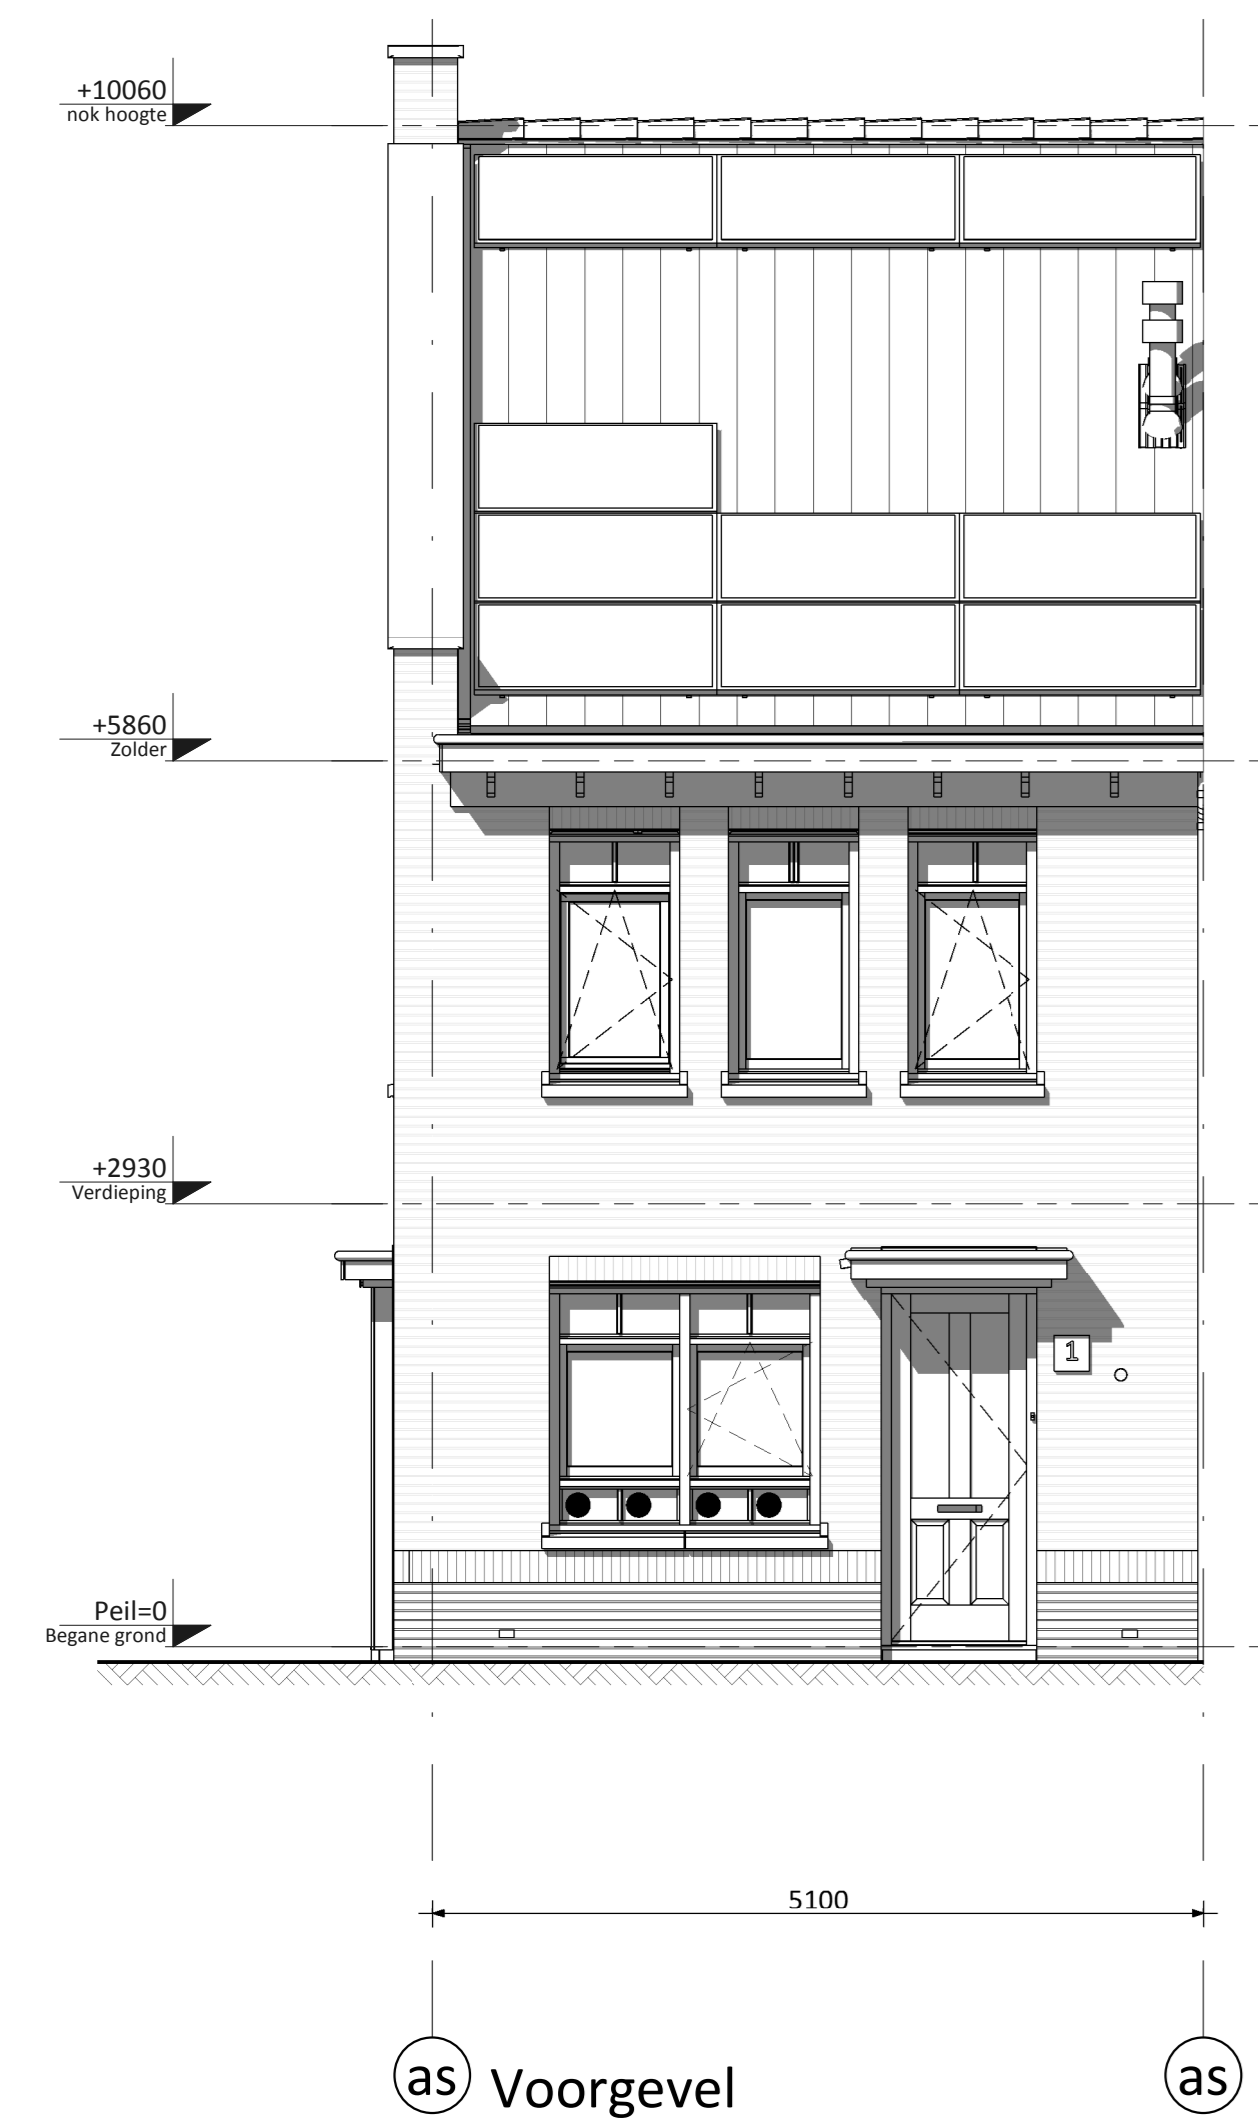 +10060
nok hoogte
+5860
Zolder
+2930
Verdieping
1
Peil=0
Begane grond
5100
as Voorgevel as